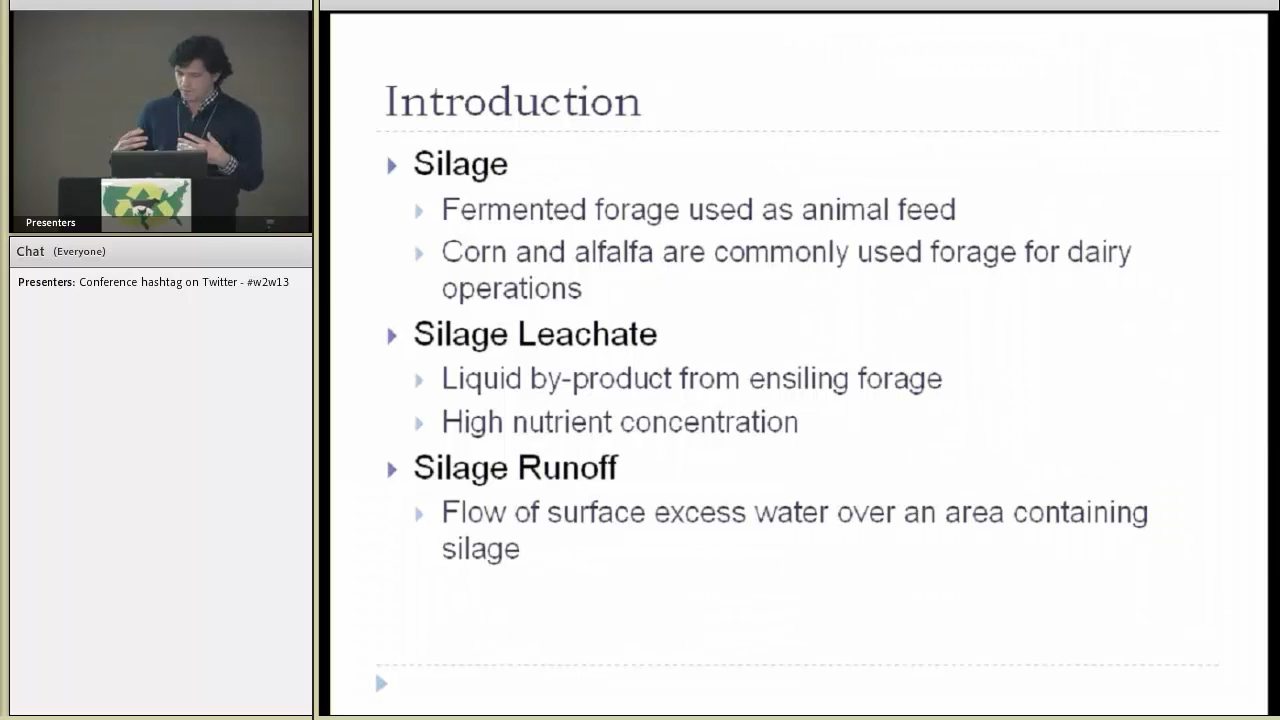 Presenters
Chat (Everyone)
Presenters: Conference hashtag on Twitter - #w2w13
Introduction
Silage
Fermented forage used as animal feed
Corn and alfalfa are commonly used forage for dairy
operations
Silage Leachate
Liquid by-product from ensiling forage
High nutrient concentration
Silage Runoff
Flow of surface excess water over an area containing
silage